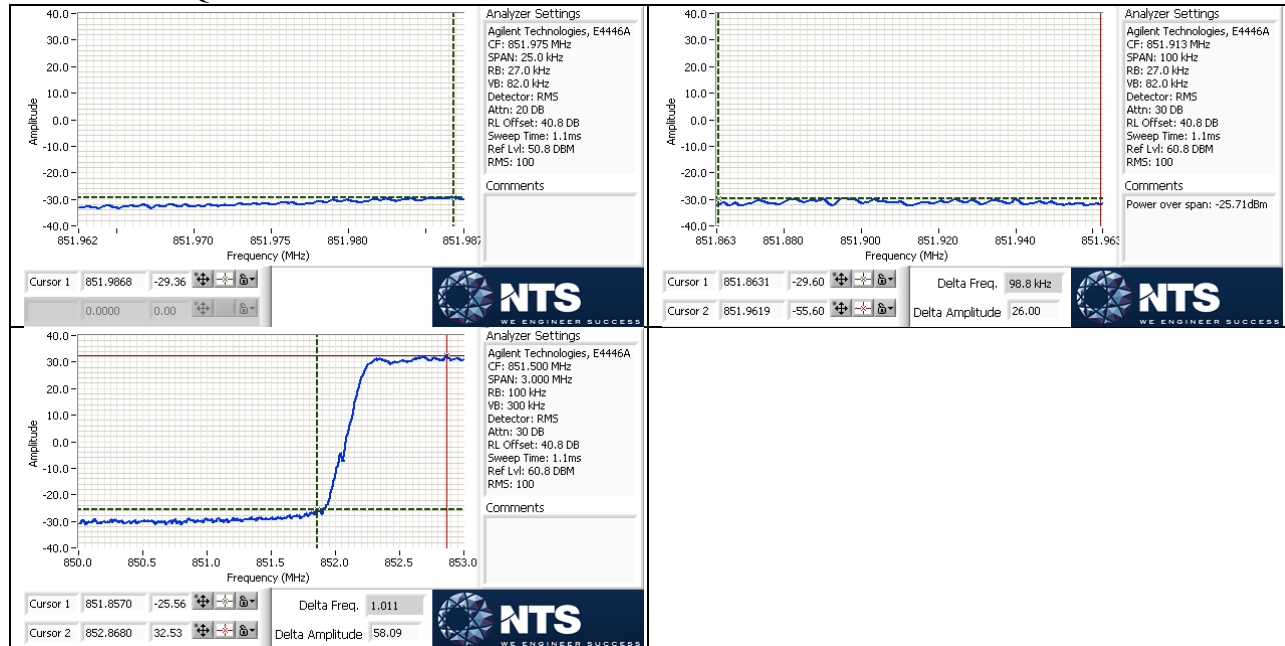 40.0
30.0
20.0
10.0
0.0
-10.0
-20.0
-30.0
-40.0
Amplitude
851.962 851.970 851.975 851.980 851.987
Frequency (MHz)
Analyzer Settings
Agilent Technologies, E4446A
CF: 851.975 MHz
SPAN: 25.0 kHz
RB: 27.0 kHz
VB: 82.0 kHz
Detector: RMS
Attn: 20 DB
RL Offset: 40.8 DB
Sweep Time: 1.1ms
Ref Lvl: 50.8 DBM
RMS: 100
Comments
Cursor 1 851.9868 -29.36
0.0000 0.00
NTS
WE ENGINEER SUCCESS
40.0
30.0
20.0
10.0
0.0
-10.0
-20.0
-30.0
-40.0
Amplitude
851.863 851.880 851.900 851.920 851.940 851.963
Frequency (MHz)
Analyzer Settings
Agilent Technologies, E4446A
CF: 851.913 MHz
SPAN: 100 kHz
RB: 27.0 kHz
VB: 82.0 kHz
Detector: RMS
Attn: 30 DB
RL Offset: 40.8 DB
Sweep Time: 1.1ms
Ref Lvl: 60.8 DBM
RMS: 100
Comments
Power over span: -25.71dBm
Cursor 1 851.8631 -29.60
Cursor 2 851.9619 -55.60
Delta Freq. 98.8 kHz
Delta Amplitude 26.00
NTS
WE ENGINEER SUCCESS
40.0
30.0
20.0
10.0
0.0
-10.0
-20.0
-30.0
-40.0
Amplitude
850.0 850.5 851.0 851.5 852.0 852.5 853.0
Frequency (MHz)
Analyzer Settings
Agilent Technologies, E4446A
CF: 851.500 MHz
SPAN: 3.000 MHz
RB: 100 kHz
VB: 300 kHz
Detector: RMS
Attn: 30 DB
RL Offset: 40.8 DB
Sweep Time: 1.1ms
Ref Lvl: 60.8 DBM
RMS: 100
Comments
Cursor 1 851.8570 -25.56
Cursor 2 852.8680 32.53
Delta Freq. 1.011
Delta Amplitude 58.09
NTS
WE ENGINEER SUCCESS